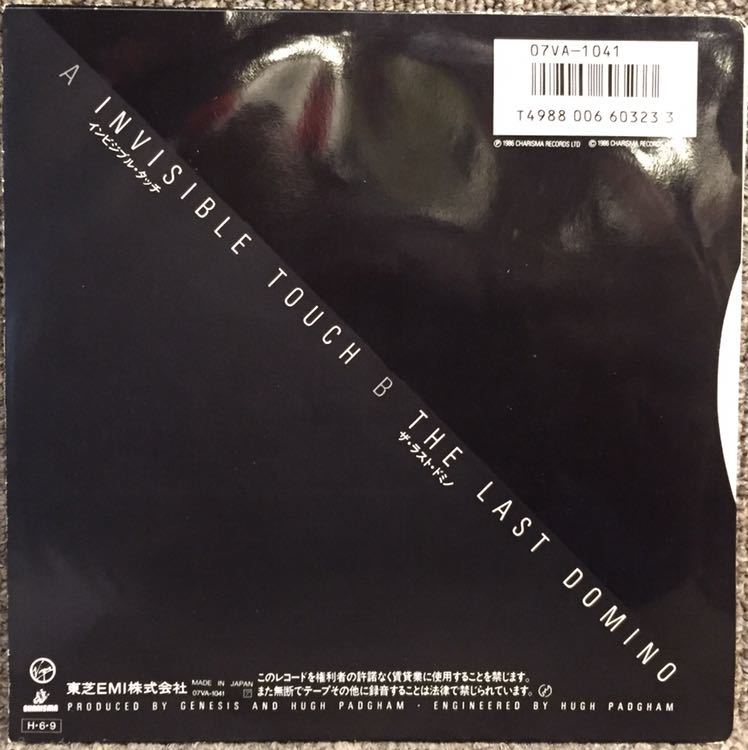 07VA-1041
T4988 006 60323 3
Ⓟ 1986 CHARISMA RECORDS LTD © 1986 CHARISMA RECORDS LTD
A INVISIBLE TOUCH B THE LAST DOMINO
インビジブル・タッチ
ザ・ラスト・ドミノ
Virgin
CHARISMA
東芝EMI株式会社
MADE IN JAPAN
07VA-1041
このレコードを権利者の許諾なく賃貸業に使用することを禁じます。
また無断でテープその他に録音することは法律で禁じられています。
PRODUCED BY GENESIS AND HUGH PADGHAM · ENGINEERED BY HUGH PADGHAM
H·6·9